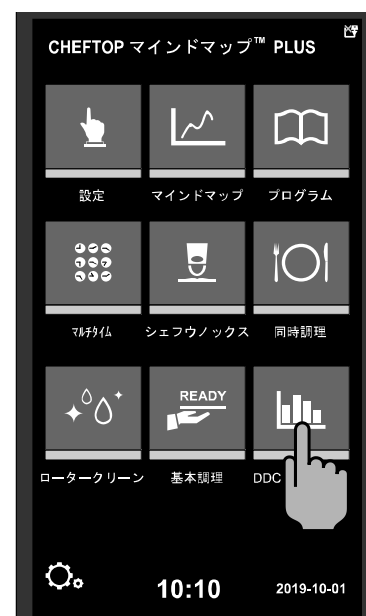 CHEFTOP マインドマップ™ PLUS
設定 マインドマップ プログラム
ﾏﾙﾁﾀｲﾑ シェフウノックス 同時調理
READY
ロータークリーン 基本調理 DDC
10:10 2019-10-01